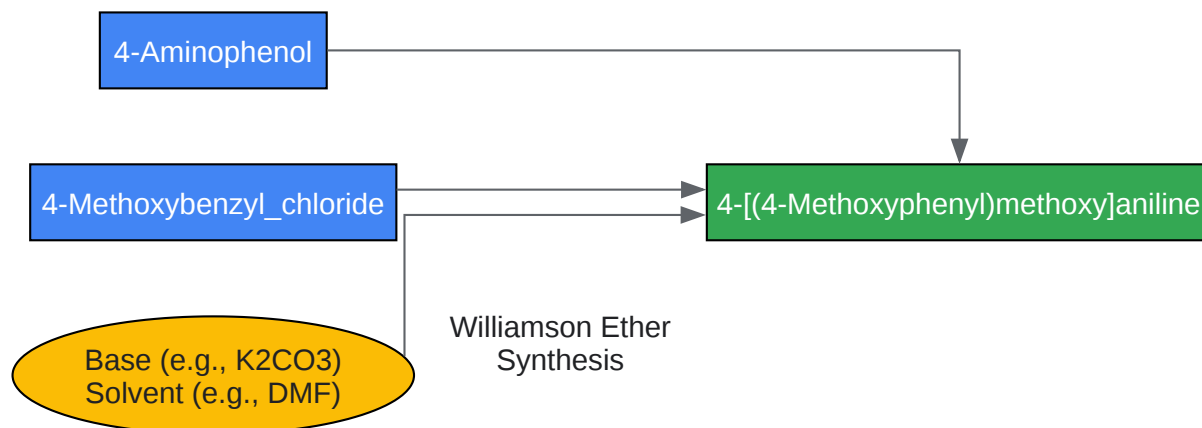 4-Aminophenol
4-Methoxybenzyl_chloride
4-[(4-Methoxyphenyl)methoxy]aniline
Williamson Ether
Synthesis
Base (e.g., K2CO3)
Solvent (e.g., DMF)